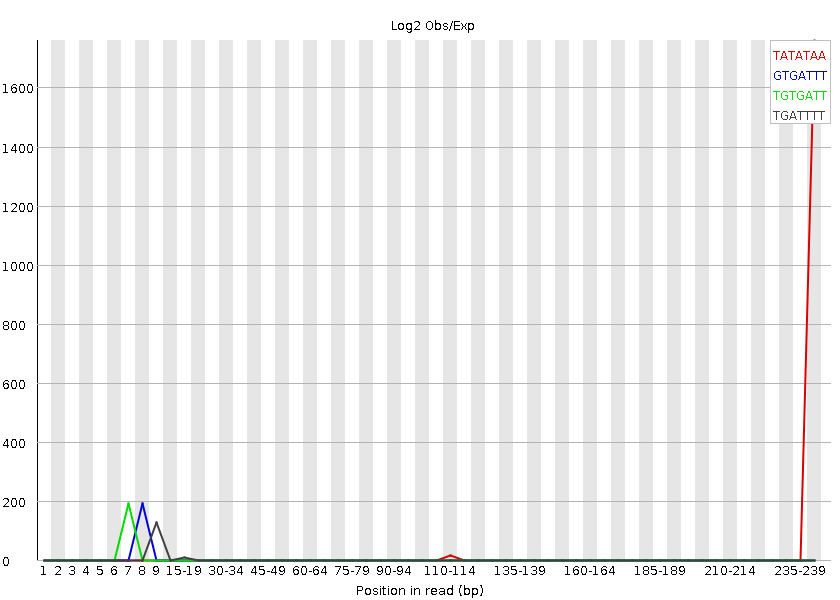 Log2 Obs/Exp
TATATAA
GTGATTT
TGTGATT
TGATTTT
1600
1400
1200
1000
800
600
400
200
0
1 2 3 4 5 6 7 8 9 15-19 30-34 45-49 60-64 75-79 90-94 110-114 135-139 160-164 185-189 210-214 235-239
Position in read (bp)